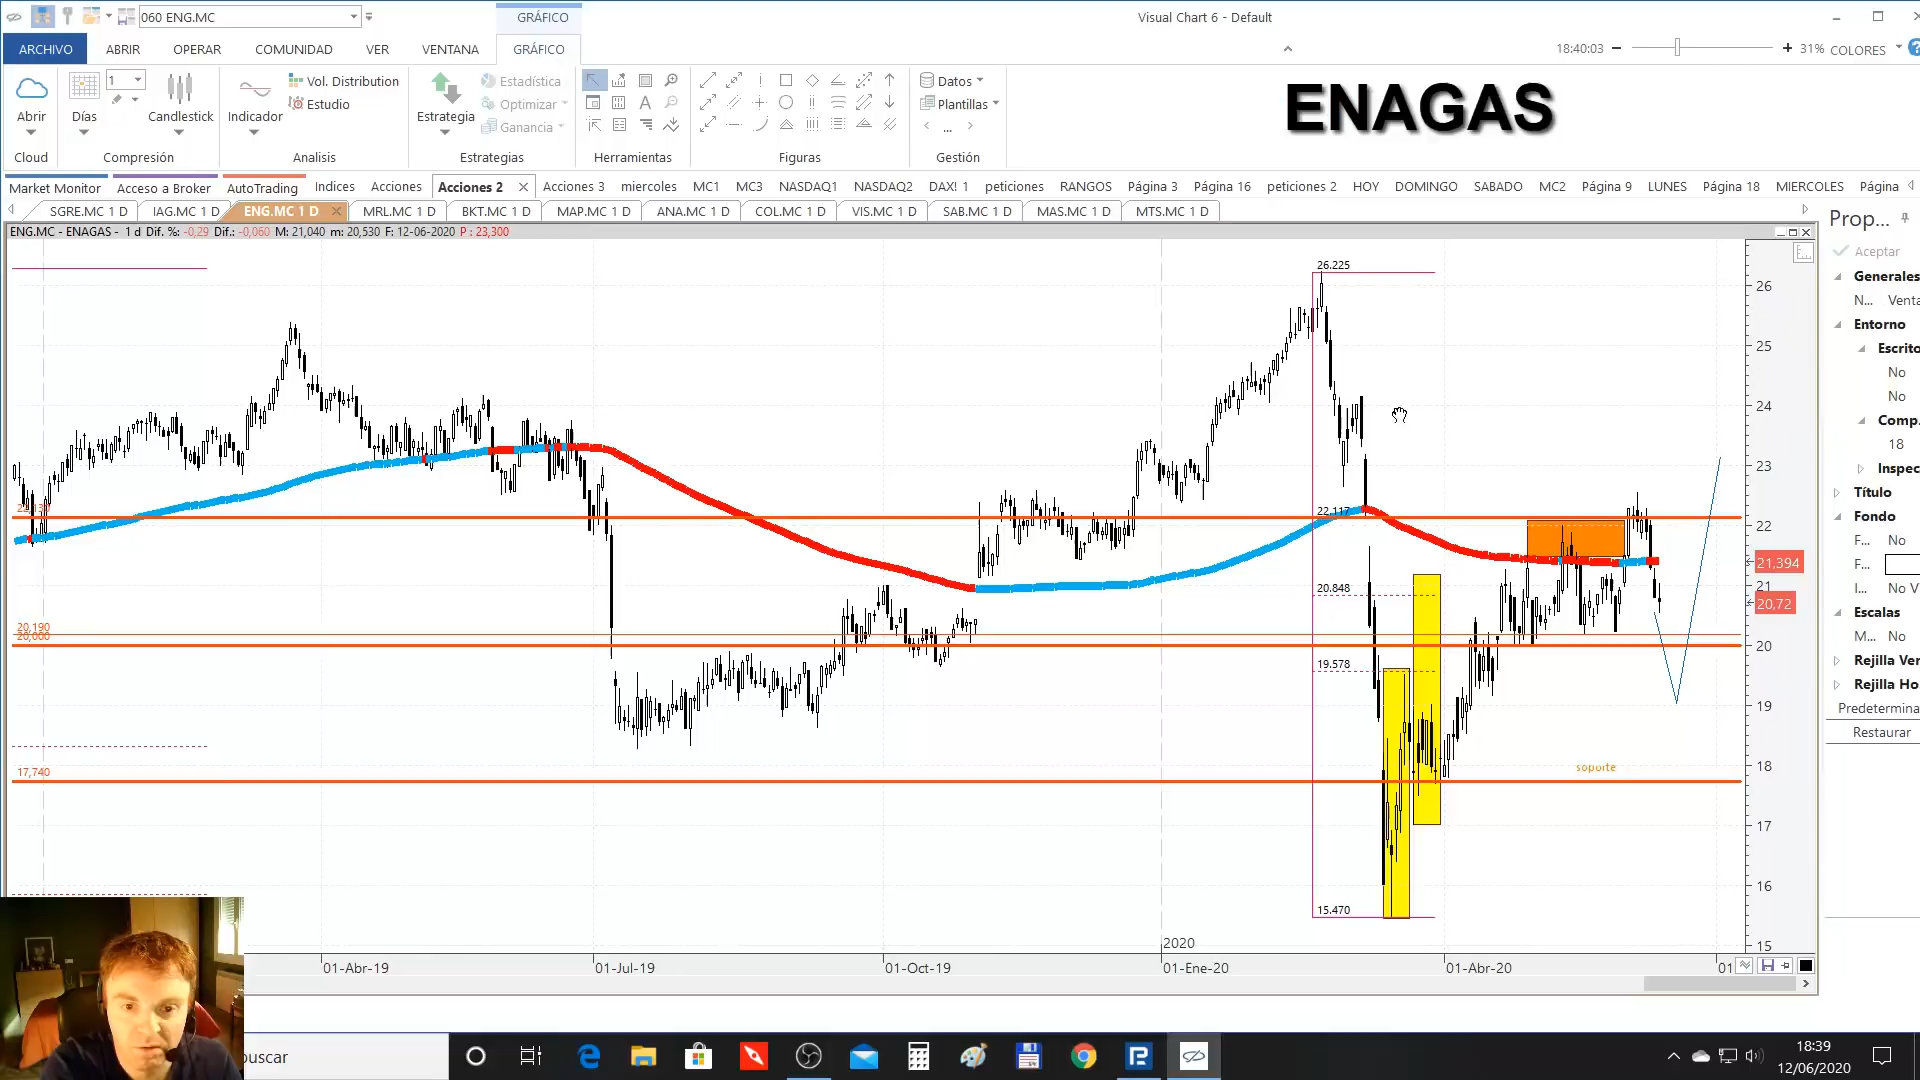 060 ENG.MC
GRÁFICO
Visual Chart 6 - Default
ARCHIVO
ABRIR
OPERAR
COMUNIDAD
VER
VENTANA
GRÁFICO
18:40:03
31%
COLORES
Abrir
Cloud
Días
1
Candlestick
Compresión
Indicador
Vol. Distribution
Estudio
Analisis
Estrategia
Estadística
Optimizar
Ganancia
Estrategias
A
Herramientas
Figuras
Datos
Plantillas
...
Gestión
ENAGAS
Market Monitor
Acceso a Broker
AutoTrading
Indices
Acciones
Acciones 2
Acciones 3
miercoles
MC1
MC3
NASDAQ1
NASDAQ2
DAX! 1
peticiones
RANGOS
Página 3
Página 16
peticiones 2
HOY
DOMINGO
SABADO
MC2
Página 9
LUNES
Página 18
MIERCOLES
Página
SGRE.MC 1 D
IAG.MC 1 D
ENG.MC 1 D
MRL.MC 1 D
BKT.MC 1 D
MAP.MC 1 D
ANA.MC 1 D
COL.MC 1 D
VIS.MC 1 D
SAB.MC 1 D
MAS.MC 1 D
MTS.MC 1 D
ENG.MC - ENAGAS - 1 d Dif. %: -0,29 Dif.: -0,060 M: 21,040 m: 20,530 F: 12-06-2020 P : 23,300
26.225
22.117
20.848
19.578
15.470
20,190
20,000
17,740
soporte
26
25
24
23
22
21,394
21
20,72
20
19
18
17
16
15
2020
01-Abr-19
01-Jul-19
01-Oct-19
01-Ene-20
01-Abr-20
01
Prop...
Aceptar
Generales
N... Venta
Entorno
Escrito
No
No
Comp.
18
Inspec
Título
Fondo
F... No
F...
I... No V
Escalas
M... No
Rejilla Ver
Rejilla Ho
Predetermina
Restaurar
buscar
18:39
12/06/2020